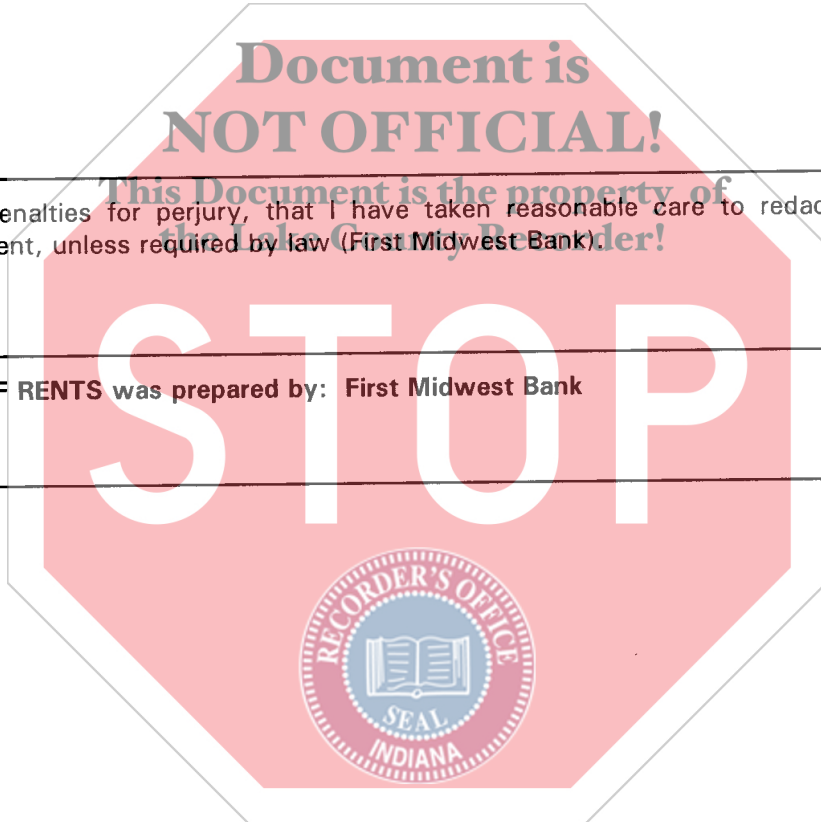 Document is
NOT OFFICIAL!
This Document is the property of
enalties for perjury, that I have taken reasonable care to redac
the Lake County Recorder!
ent, unless required by law (First Midwest Bank).
STOP
F RENTS was prepared by: First Midwest Bank
RECORDER'S OFFICE
SEAL
INDIANA